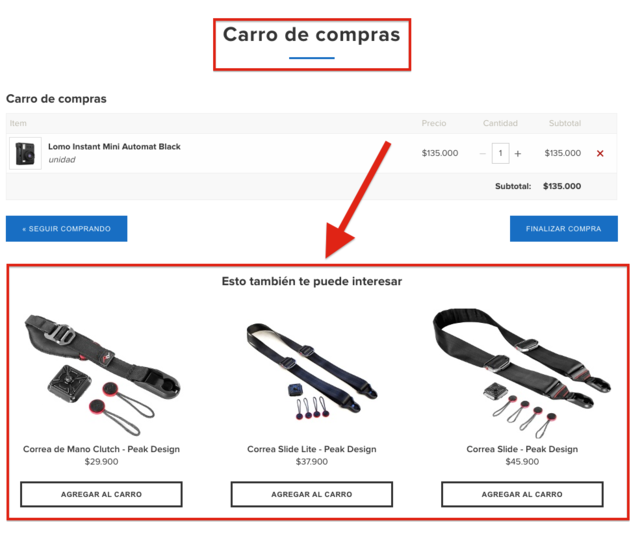 Carro de compras
Carro de compras
Item Precio Cantidad Subtotal
Lomo Instant Mini Automat Black
unidad
$135.000 − 1 + $135.000 ×
Subtotal: $135.000
« SEGUIR COMPRANDO FINALIZAR COMPRA
Esto también te puede interesar
Correa de Mano Clutch - Peak Design
$29.900
AGREGAR AL CARRO
Correa Slide Lite - Peak Design
$37.900
AGREGAR AL CARRO
Correa Slide - Peak Design
$45.900
AGREGAR AL CARRO